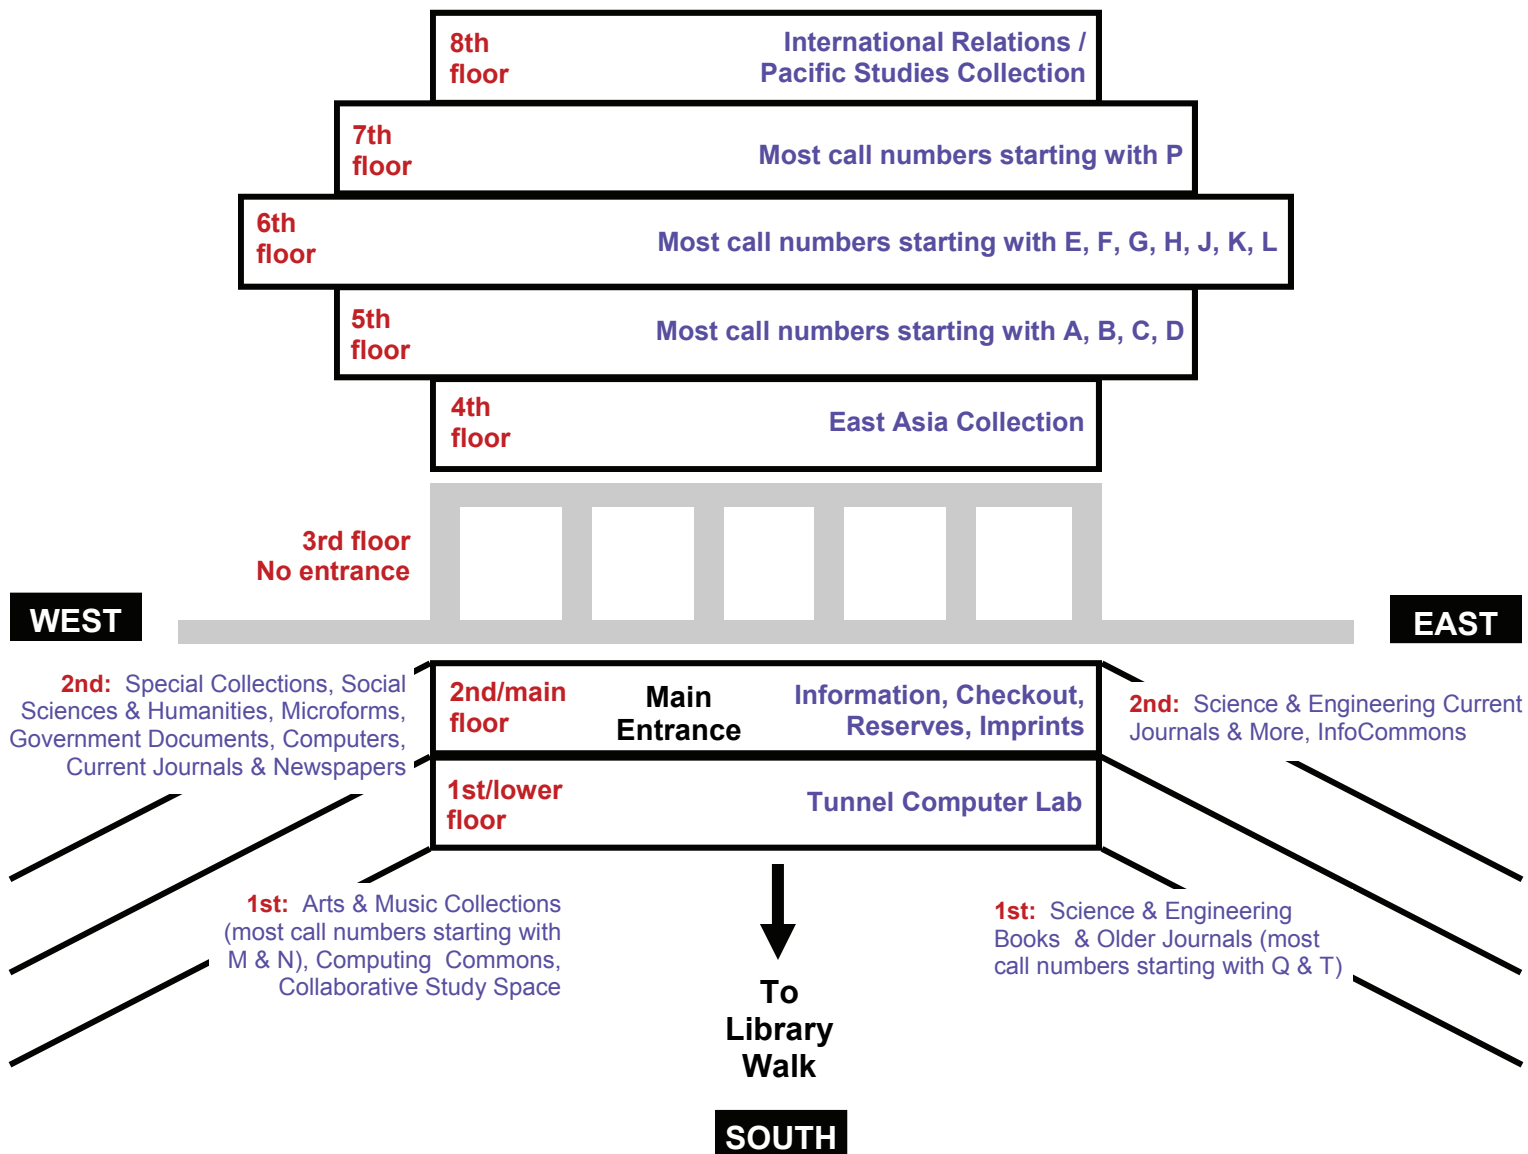 8th
floor
International Relations /
Pacific Studies Collection
7th
floor
Most call numbers starting with P
6th
floor
Most call numbers starting with E, F, G, H, J, K, L
5th
floor
Most call numbers starting with A, B, C, D
4th
floor
East Asia Collection
3rd floor
No entrance
WEST
EAST
2nd: Special Collections, Social
Sciences & Humanities, Microforms,
Government Documents, Computers,
Current Journals & Newspapers
2nd/main
floor
Main
Entrance
Information, Checkout,
Reserves, Imprints
2nd: Science & Engineering Current
Journals & More, InfoCommons
1st/lower
floor
Tunnel Computer Lab
1st: Arts & Music Collections
(most call numbers starting with
M & N), Computing Commons,
Collaborative Study Space
1st: Science & Engineering
Books & Older Journals (most
call numbers starting with Q & T)
To
Library
Walk
SOUTH